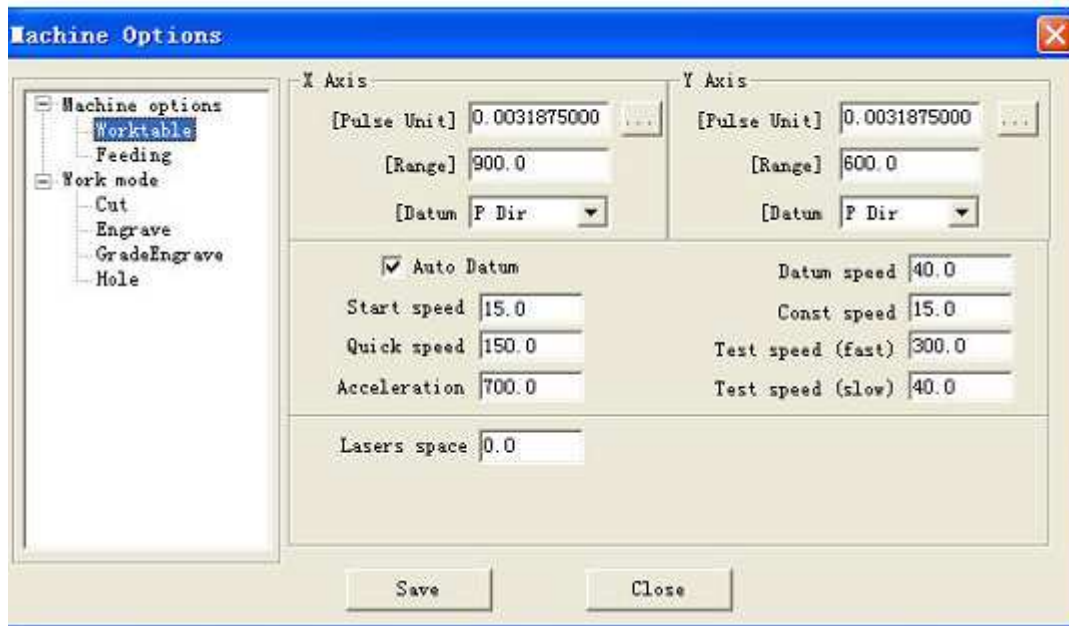 Machine Options
Machine options
Worktable
Feeding
Work mode
Cut
Engrave
GradeEngrave
Hole
X Axis
[Pulse Unit] 0.0031875000 ...
[Range] 900.0
[Datum P Dir
Y Axis
[Pulse Unit] 0.0031875000 ...
[Range] 600.0
[Datum P Dir
Auto Datum
Start speed 15.0
Quick speed 150.0
Acceleration 700.0
Datum speed 40.0
Const speed 15.0
Test speed (fast) 300.0
Test speed (slow) 40.0
Lasers space 0.0
Save
Close